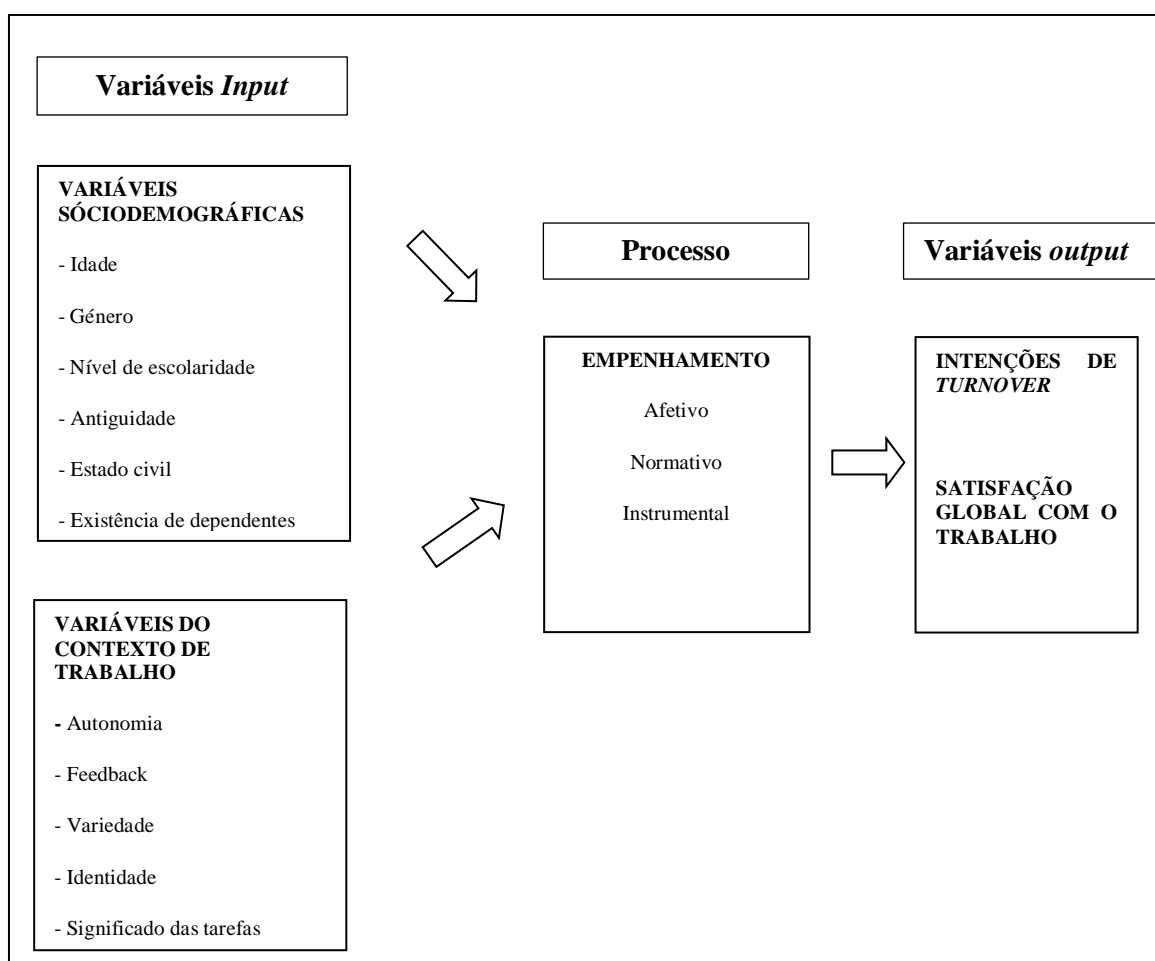 Variáveis Input
VARIÁVEIS
SÓCIODEMOGRÁFICAS
- Idade
- Género
- Nível de escolaridade
- Antiguidade
- Estado civil
- Existência de dependentes
VARIÁVEIS DO
CONTEXTO DE
TRABALHO
- Autonomia
- Feedback
- Variedade
- Identidade
- Significado das tarefas
Processo
EMPENHAMENTO
Afetivo
Normativo
Instrumental
Variáveis output
INTENÇÕES DE
TURNOVER
SATISFAÇÃO
GLOBAL COM O
TRABALHO